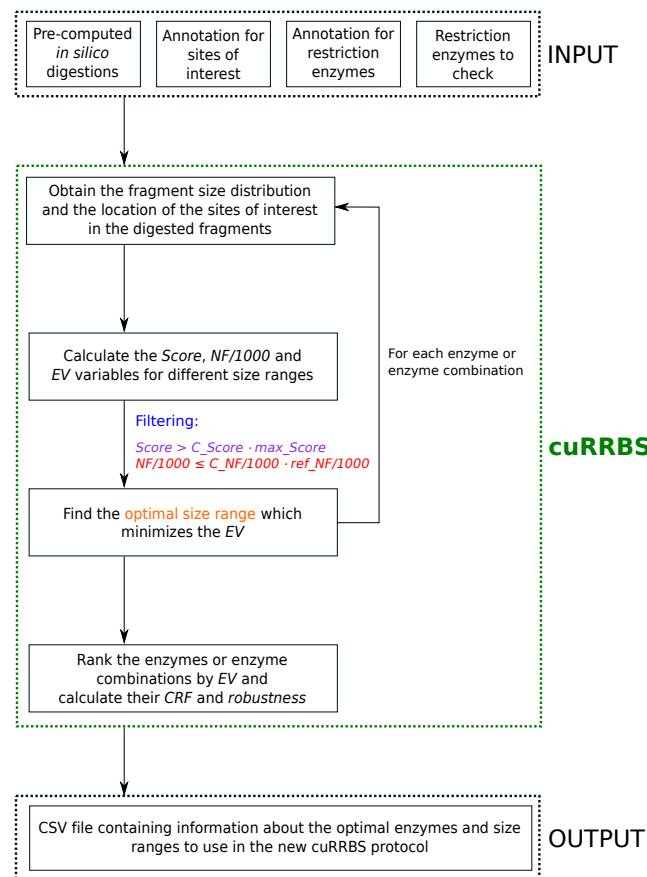 Pre-computed
in silico
digestions
Annotation for
sites of
interest
Annotation for
restriction
enzymes
Restriction
enzymes to
check
INPUT
Obtain the fragment size distribution
and the location of the sites of interest
in the digested fragments
Calculate the Score, NF/1000 and
EV variables for different size ranges
For each enzyme or
enzyme combination
Filtering:
Score > C_Score · max_Score
NF/1000 ≤ C_NF/1000 · ref_NF/1000
cuRRBS
Find the optimal size range which
minimizes the EV
Rank the enzymes or enzyme
combinations by EV and
calculate their CRF and robustness
CSV file containing information about the optimal enzymes and size
ranges to use in the new cuRRBS protocol
OUTPUT